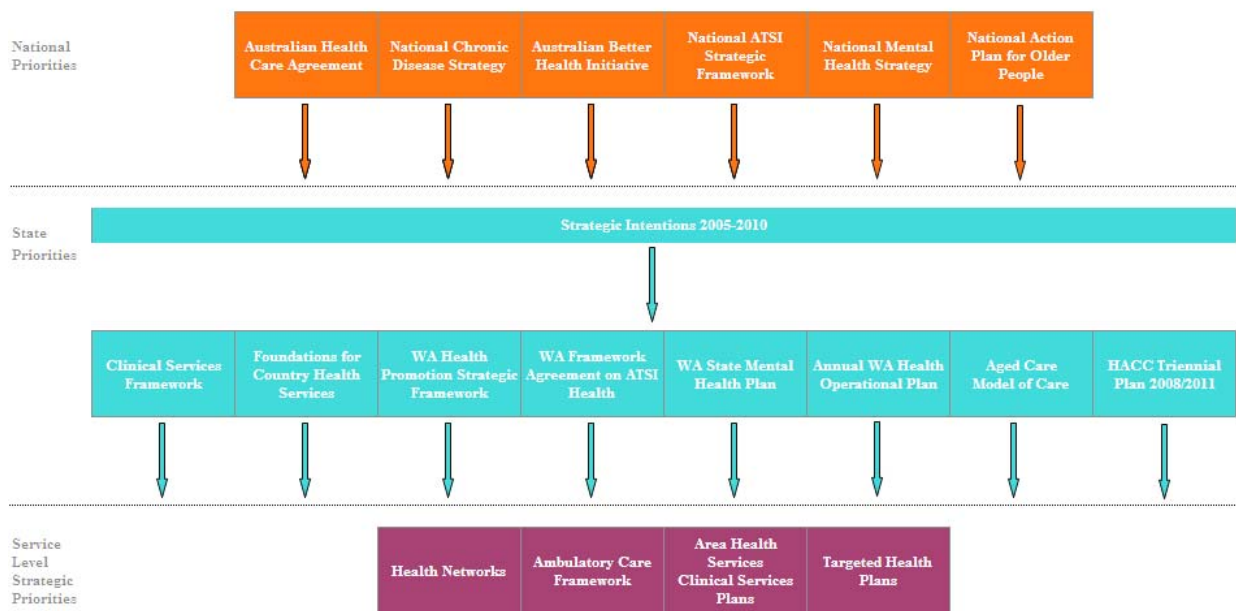 National
Priorities
Australian Health
Care Agreement
National Chronic
Disease Strategy
Australian Better
Health Initiative
National ATSI
Strategic
Framework
National Mental
Health Strategy
National Action
Plan for Older
People
State
Priorities
Strategic Intentions 2005-2010
Clinical Services
Framework
Foundations for
Country Health
Services
WA Health
Promotion Strategic
Framework
WA Framework
Agreement on ATSI
Health
WA State Mental
Health Plan
Annual WA Health
Operational Plan
Aged Care
Model of Care
HACC Triennial
Plan 2008/2011
Service
Level
Strategic
Priorities
Health Networks
Ambulatory Care
Framework
Area Health
Services
Clinical Services
Plans
Targeted Health
Plans